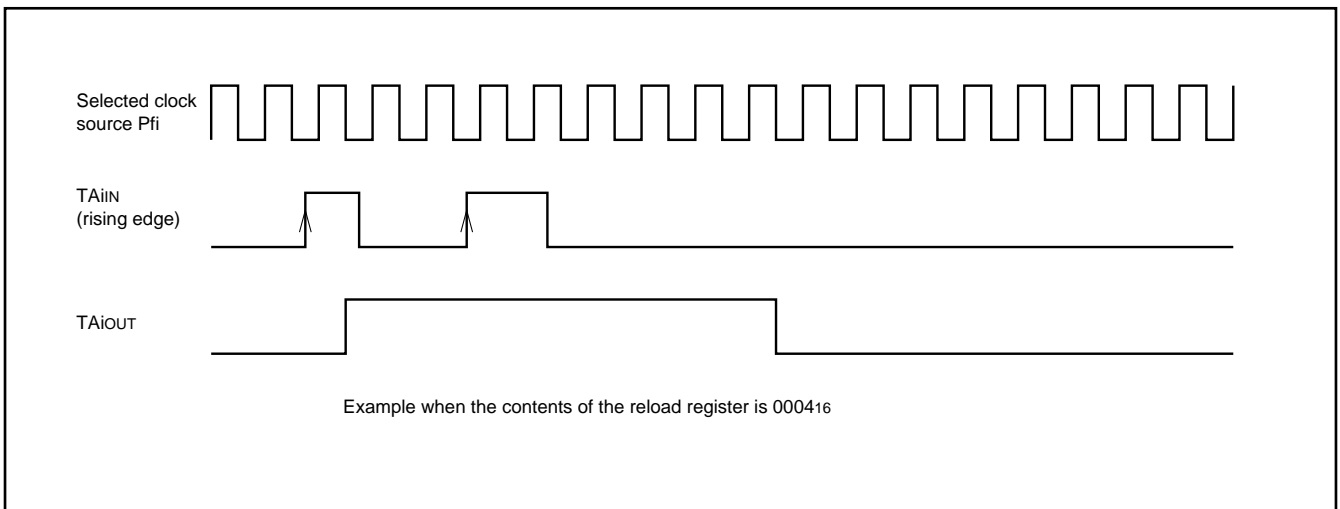 Selected clock
source Pfi
TAiIN
(rising edge)
TAiOUT
Example when the contents of the reload register is 000416